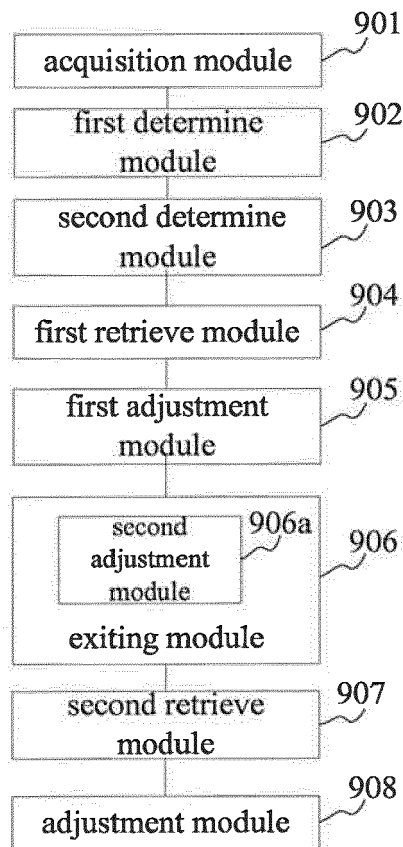 901
acquisition module
902
first determine
module
903
second determine
module
904
first retrieve module
905
first adjustment
module
906a
second
adjustment
module
906
exiting module
907
second retrieve
module
908
adjustment module